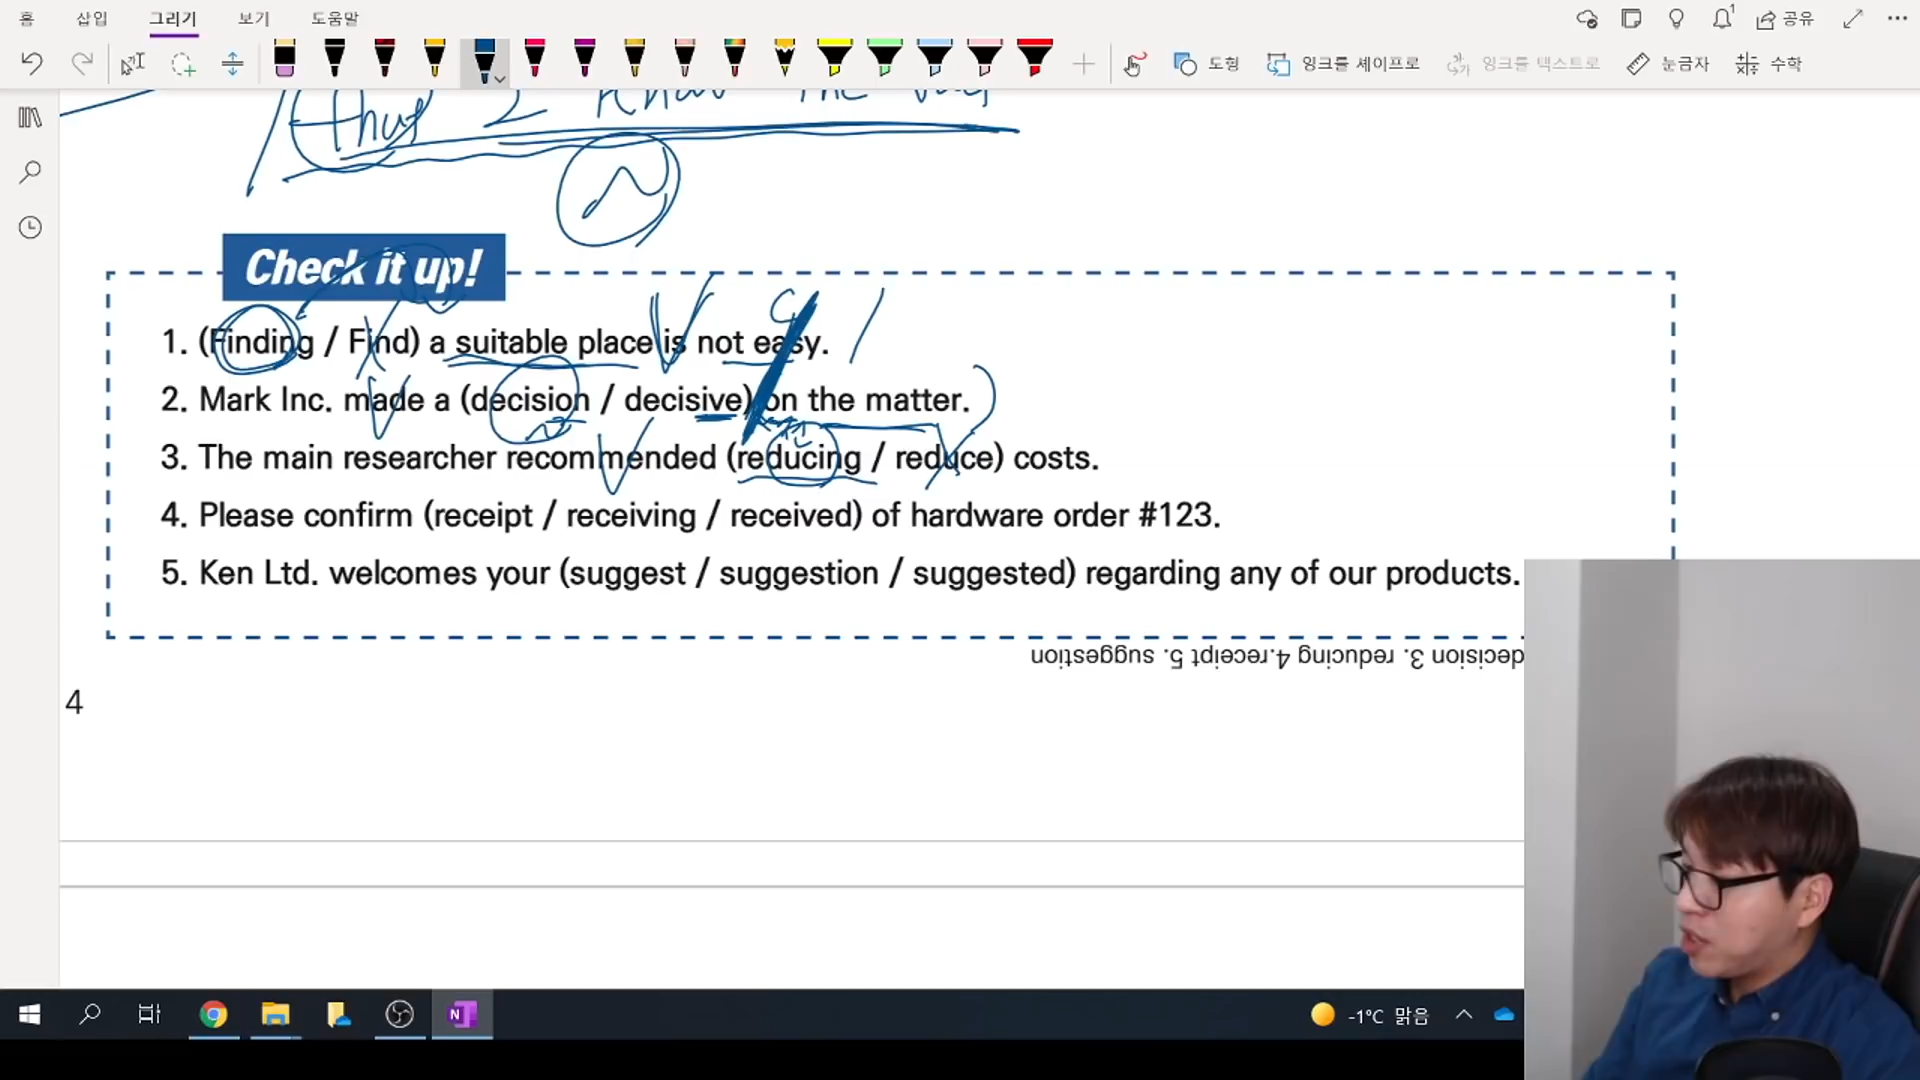 홈 삽입 그리기 보기 도움말 1 공유
도형 잉크를 셰이프로 잉크를 텍스트로 눈금자 수학
that I know the
N
Check it up!
1. (Finding / Find) a suitable place is not easy.
2. Mark Inc. made a (decision / decisive) on the matter.
3. The main researcher recommended (reducing / reduce) costs.
4. Please confirm (receipt / receiving / received) of hardware order #123.
5. Ken Ltd. welcomes your (suggest / suggestion / suggested) regarding any of our products.
decision 3. reducing 4.receipt 5. suggestion
4
N -1°C 맑음